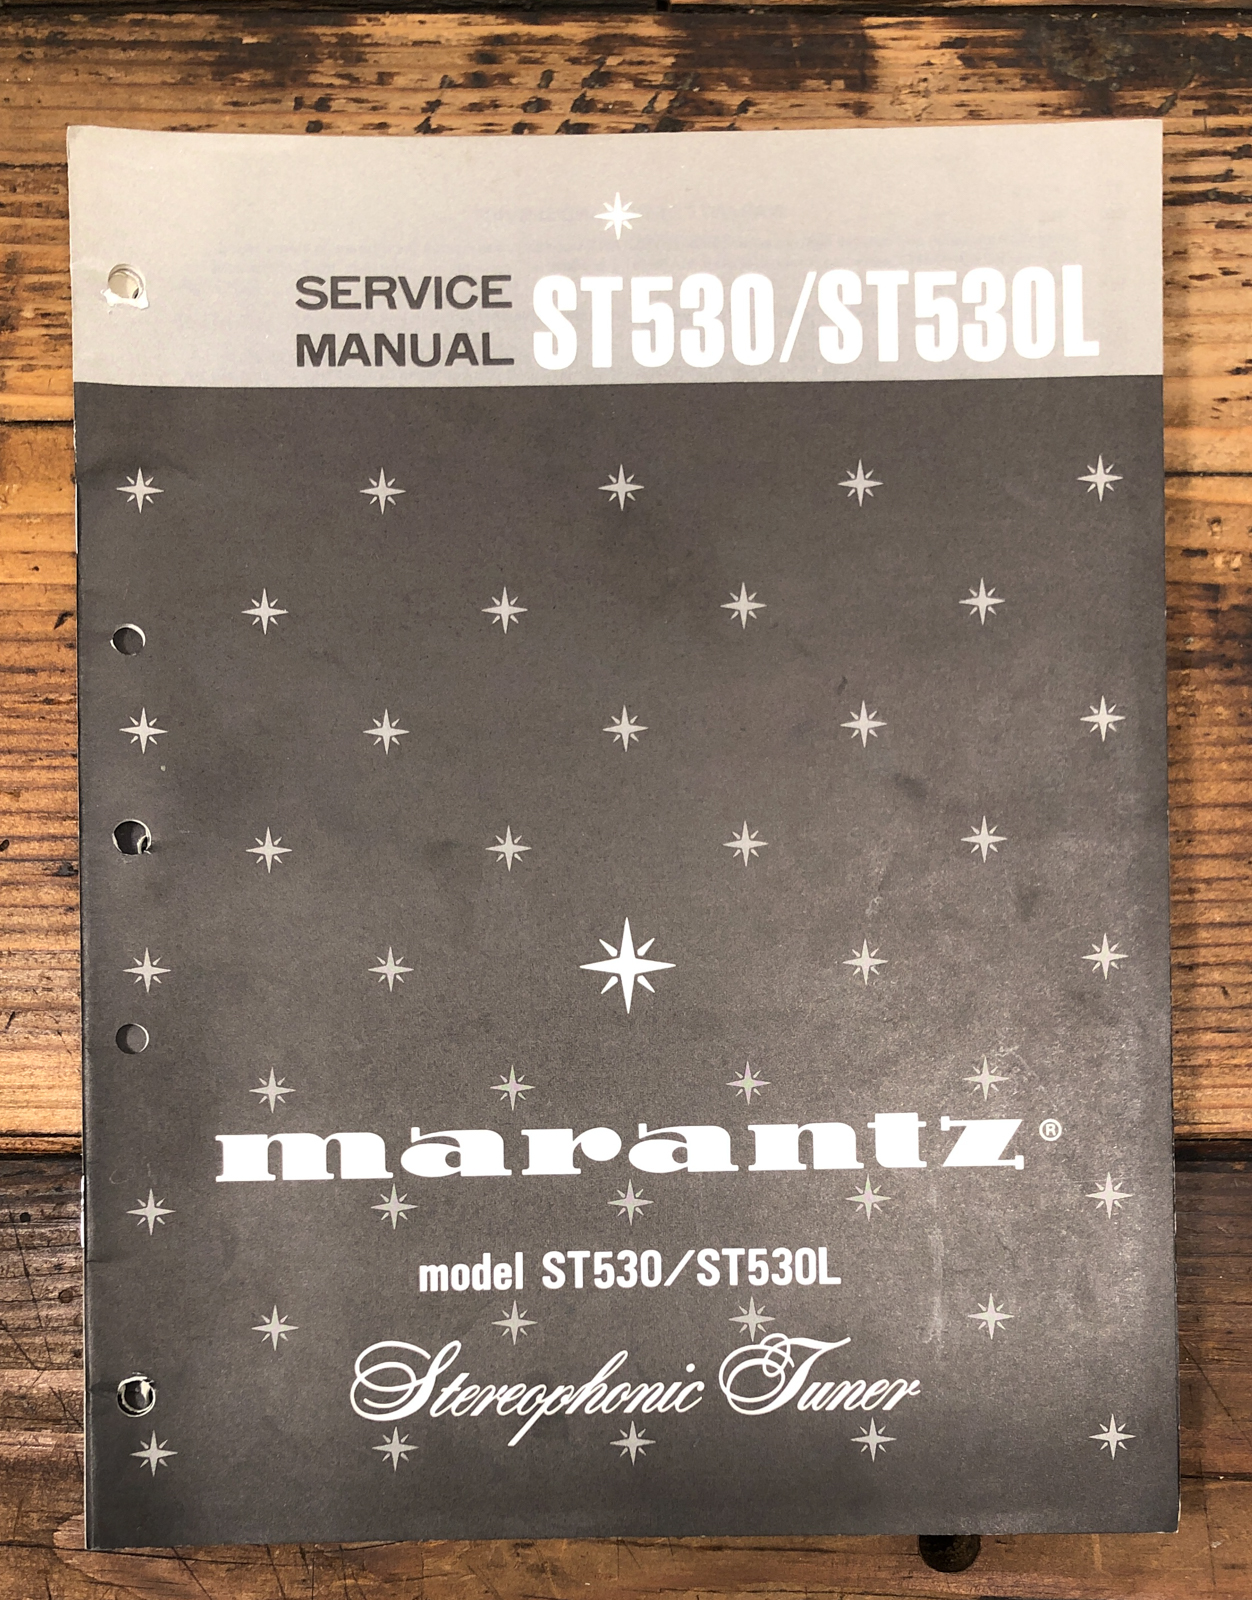 SERVICE
MANUAL
ST530/ST530L
marantz®
model ST530/ST530L
Stereophonic Tuner